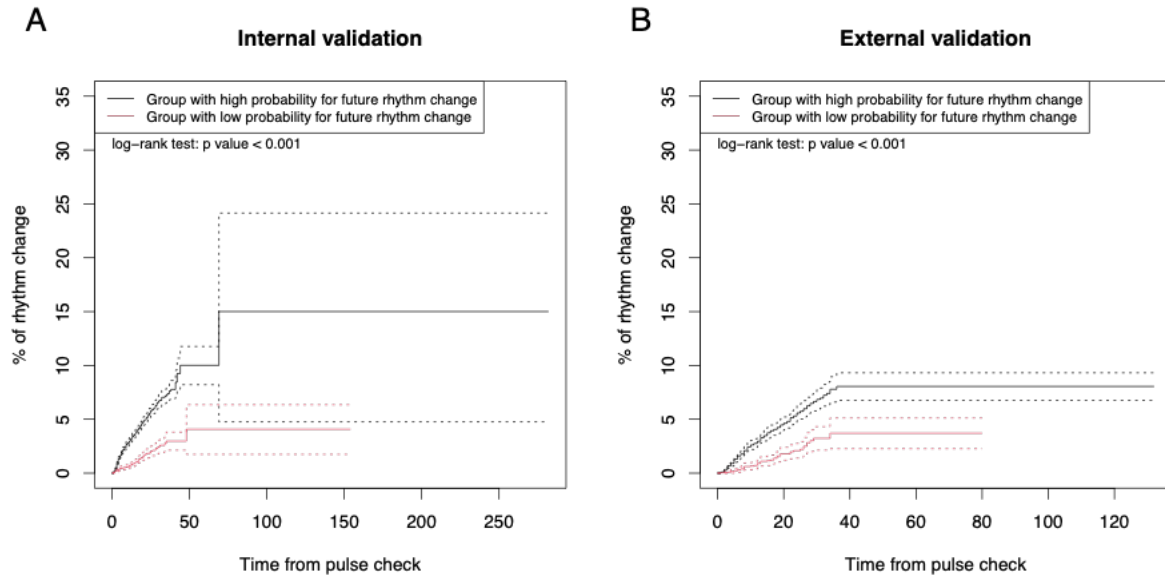 A
Internal validation
Group with high probability for future rhythm change
Group with low probability for future rhythm change
log-rank test: p value < 0.001
% of rhythm change
35
30
25
20
15
10
5
0
0 50 100 150 200 250
Time from pulse check
B
External validation
Group with high probability for future rhythm change
Group with low probability for future rhythm change
log-rank test: p value < 0.001
% of rhythm change
35
30
25
20
15
10
5
0
0 20 40 60 80 100 120
Time from pulse check